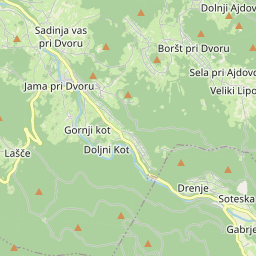 Dolnji Ajdov
Sadinja vas
pri Dvoru
Boršt pri Dvoru
Sela pri Ajdo
Jama pri Dvoru
Veliki Lipo
Gornji kot
Lašče
Doljni Kot
Drenje
Soteska
Gabrje